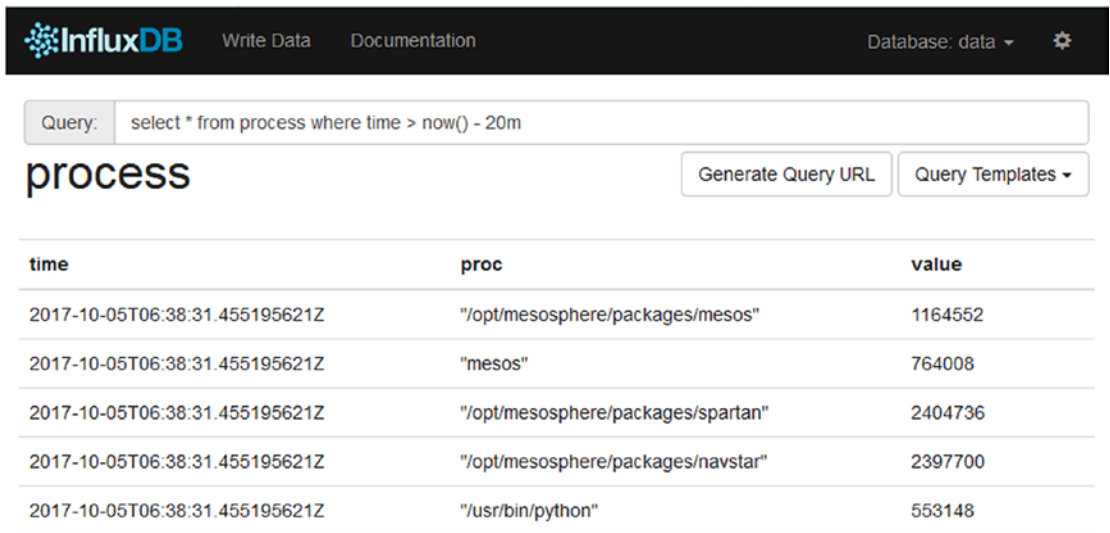 InfluxDB Write Data Documentation Database: data
Query: select * from process where time > now() - 20m
process Generate Query URL Query Templates
time proc value
2017-10-05T06:38:31.455195621Z "/opt/mesosphere/packages/mesos" 1164552
2017-10-05T06:38:31.455195621Z "mesos" 764008
2017-10-05T06:38:31.455195621Z "/opt/mesosphere/packages/spartan" 2404736
2017-10-05T06:38:31.455195621Z "/opt/mesosphere/packages/navstar" 2397700
2017-10-05T06:38:31.455195621Z "/usr/bin/python" 553148